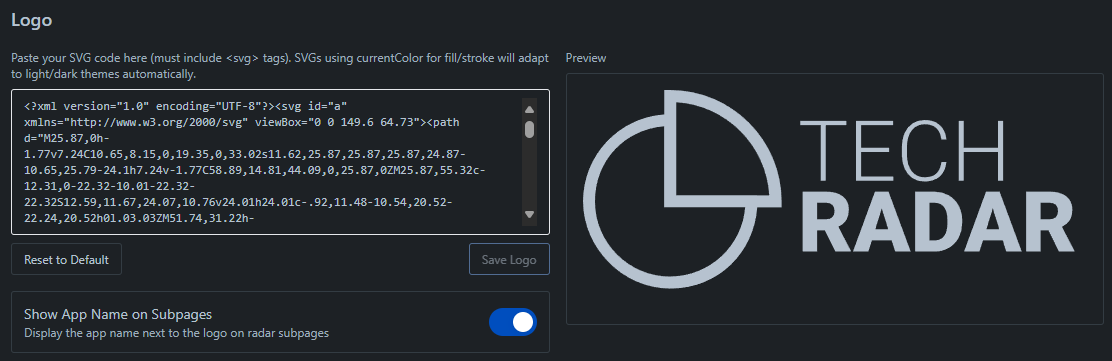 Logo
Paste your SVG code here (must include <svg> tags). SVGs using currentColor for fill/stroke will adapt
to light/dark themes automatically.
<?xml version="1.0" encoding="UTF-8"?><svg id="a"
xmlns="http://www.w3.org/2000/svg" viewBox="0 0 149.6 64.73"><path
d="M25.87,0h-
1.77v7.24C10.65,8.15,0,19.35,0,33.02s11.62,25.87,25.87,25.87,24.87-
10.65,25.79-24.1h7.24v-1.77C58.89,14.81,44.09,0,25.87,0ZM25.87,55.32c-
12.31,0-22.32-10.01-22.32-
22.32S12.59,11.67,24.07,10.76v24.01h24.01c-.92,11.48-10.54,20.52-
22.24,20.52h0l.03.03ZM51.74,31.22h-
Reset to Default
Save Logo
Show App Name on Subpages
Display the app name next to the logo on radar subpages
Preview
TECH
RADAR